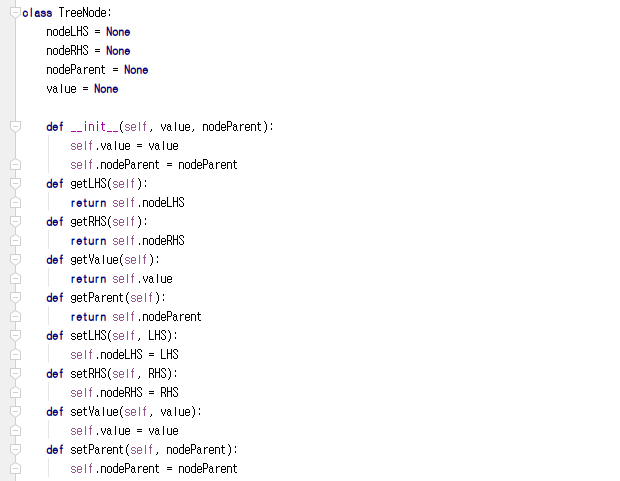 class TreeNode:
    nodeLHS = None
    nodeRHS = None
    nodeParent = None
    value = None

    def __init__(self, value, nodeParent):
        self.value = value
        self.nodeParent = nodeParent
    def getLHS(self):
        return self.nodeLHS
    def getRHS(self):
        return self.nodeRHS
    def getValue(self):
        return self.value
    def getParent(self):
        return self.nodeParent
    def setLHS(self, LHS):
        self.nodeLHS = LHS
    def setRHS(self, RHS):
        self.nodeRHS = RHS
    def setValue(self, value):
        self.value = value
    def setParent(self, nodeParent):
        self.nodeParent = nodeParent